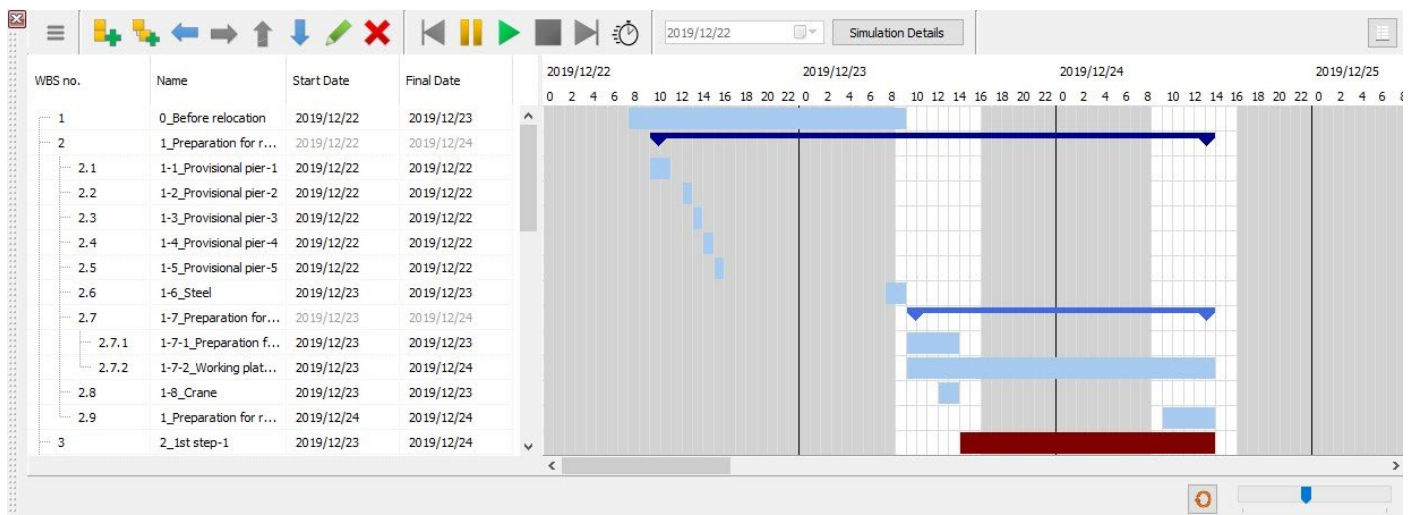 2019/12/22
Simulation Details
WBS no. Name Start Date Final Date
2019/12/22 2019/12/23 2019/12/24 2019/12/25
0 2 4 6 8 10 12 14 16 18 20 22 0 2 4 6 8 10 12 14 16 18 20 22 0 2 4 6 8 10 12 14 16 18 20 22 0 2 4 6 8
1 0_Before relocation 2019/12/22 2019/12/23
2 1_Preparation for r... 2019/12/22 2019/12/24
2.1 1-1_Provisional pier-1 2019/12/22 2019/12/22
2.2 1-2_Provisional pier-2 2019/12/22 2019/12/22
2.3 1-3_Provisional pier-3 2019/12/22 2019/12/22
2.4 1-4_Provisional pier-4 2019/12/22 2019/12/22
2.5 1-5_Provisional pier-5 2019/12/22 2019/12/22
2.6 1-6_Steel 2019/12/23 2019/12/23
2.7 1-7_Preparation for... 2019/12/23 2019/12/24
2.7.1 1-7-1_Preparation f... 2019/12/23 2019/12/23
2.7.2 1-7-2_Working plat... 2019/12/23 2019/12/24
2.8 1-8_Crane 2019/12/23 2019/12/23
2.9 1_Preparation for r... 2019/12/24 2019/12/24
3 2_1st step-1 2019/12/23 2019/12/24